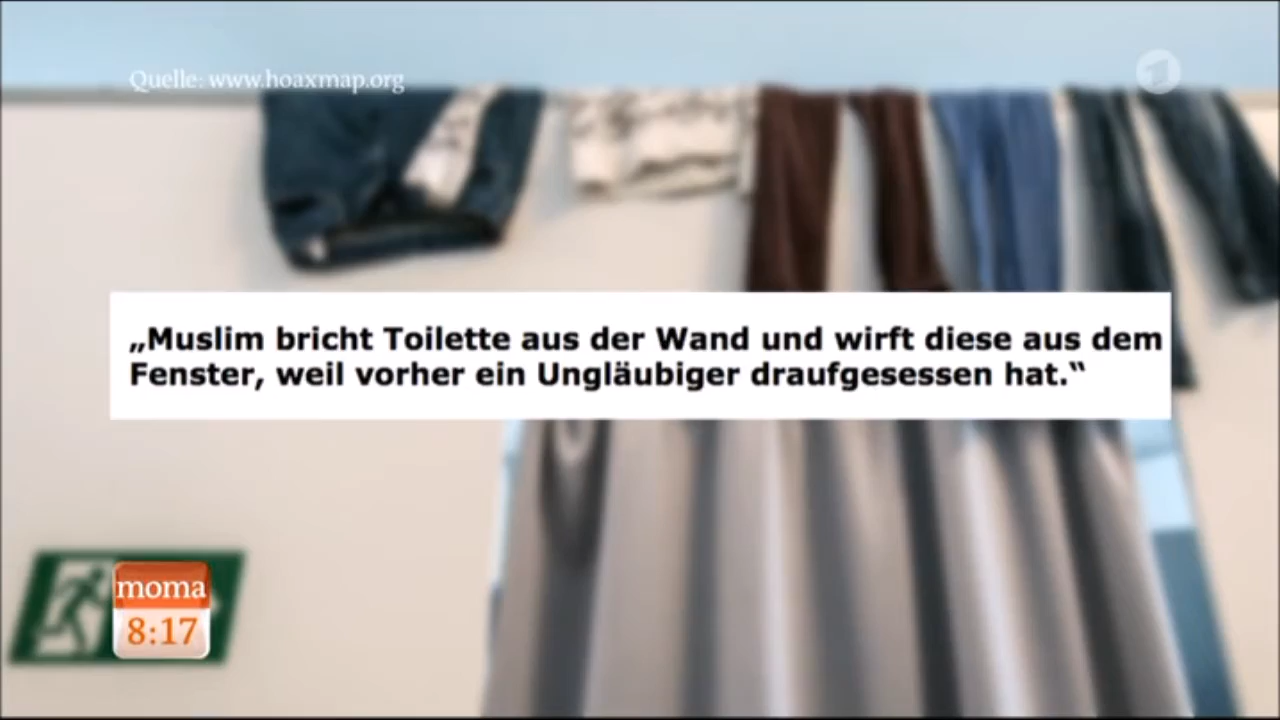 Quelle: www.hoaxmap.org
„Muslim bricht Toilette aus der Wand und wirft diese aus dem
Fenster, weil vorher ein Ungläubiger draufgesessen hat.“
moma
8:17